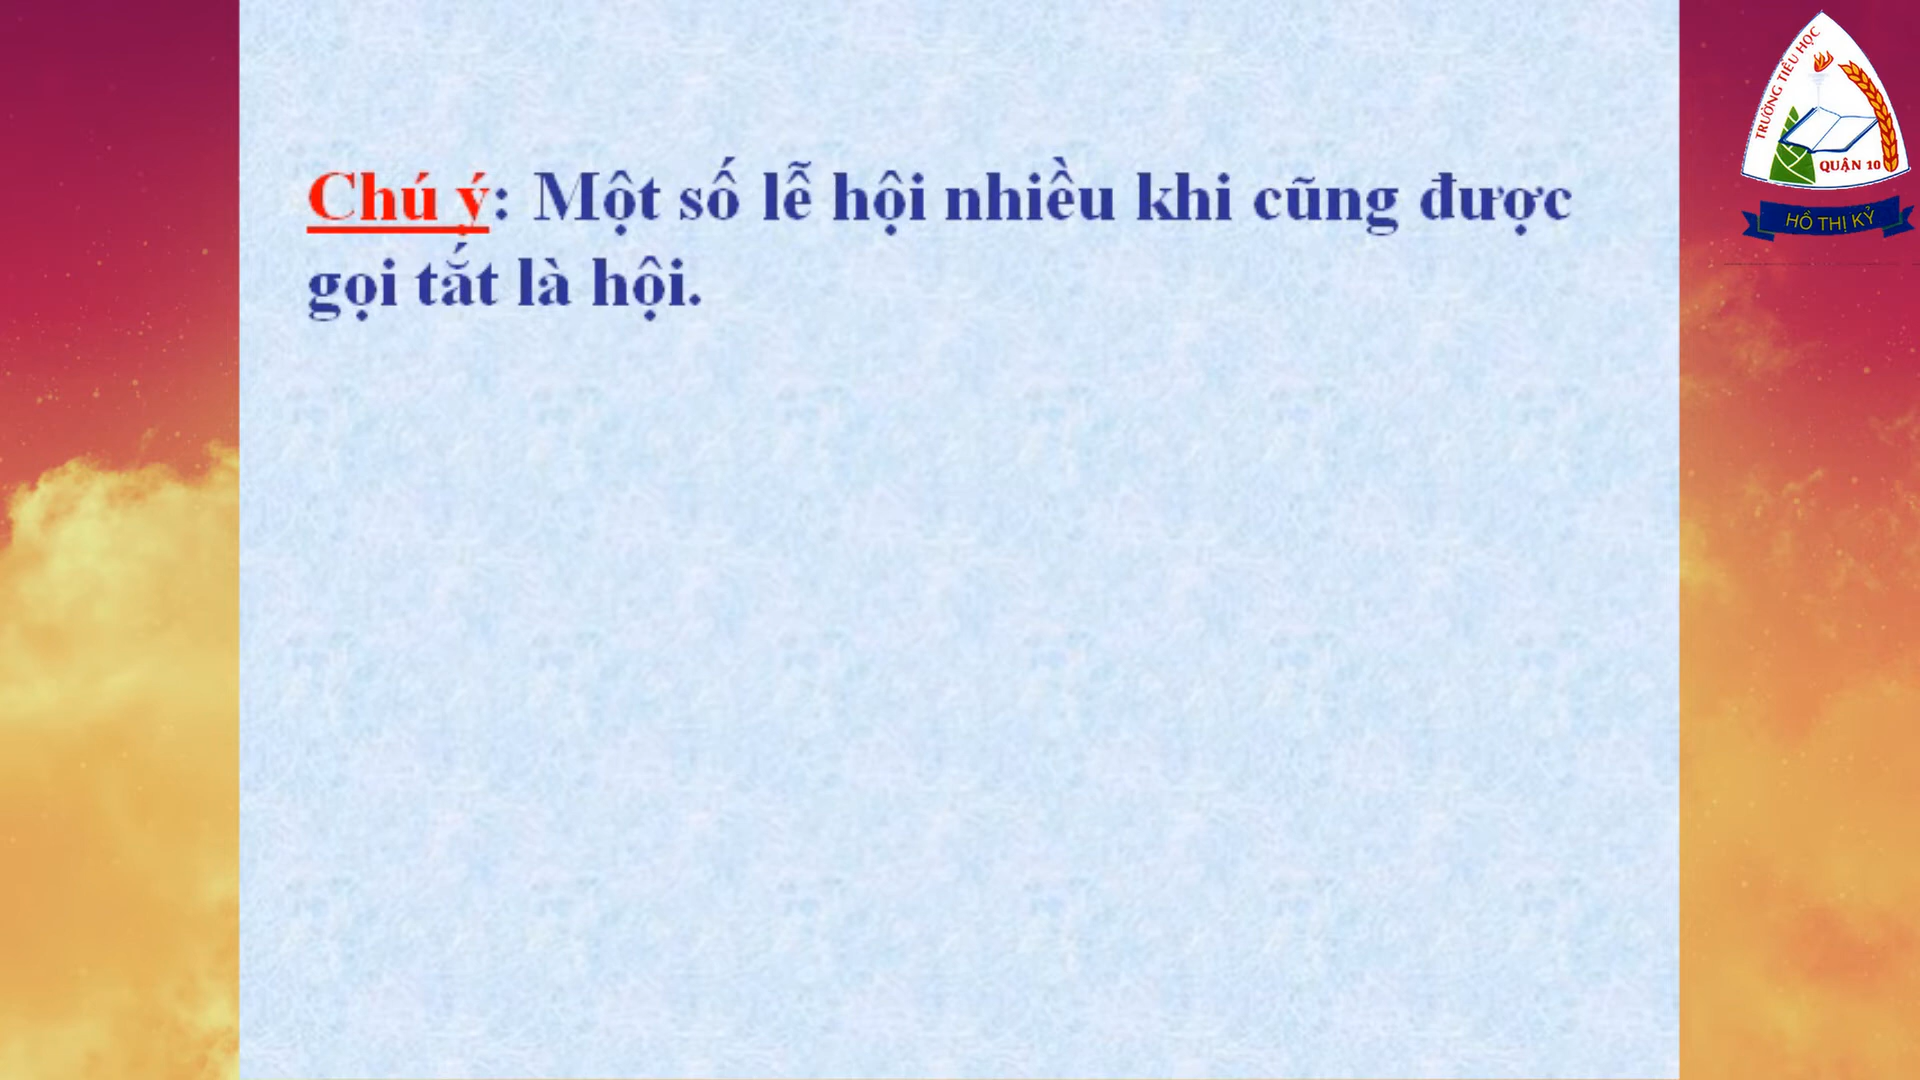 Chú ý: Một số lễ hội nhiều khi cũng được
gọi tắt là hội.
TRƯỜNG TIỂU HỌC
QUẬN 10
HỒ THỊ KỶ